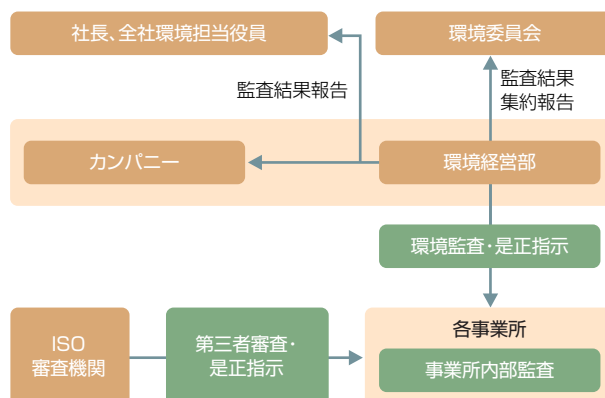 社長、全社環境担当役員
環境委員会
監査結果報告
監査結果
集約報告
カンパニー
環境経営部
環境監査・是正指示
ISO
審査機関
第三者審査・
是正指示
各事業所
事業所内部監査